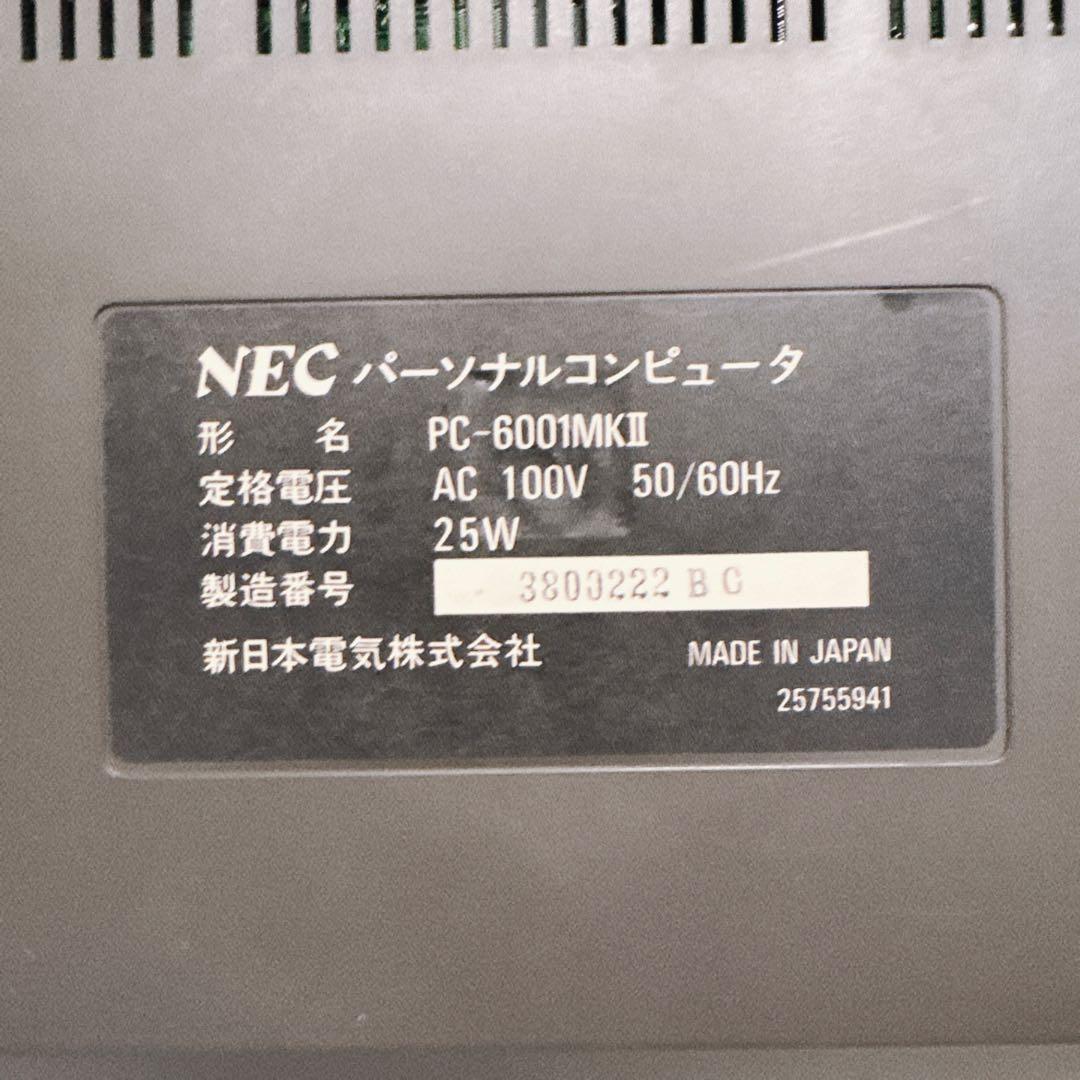 NEC パーソナルコンピュータ
形名 PC-6001MKⅡ
定格電圧 AC 100V 50/60Hz
消費電力 25W
製造番号 3800222 B C
新日本電気株式会社 MADE IN JAPAN
25755941